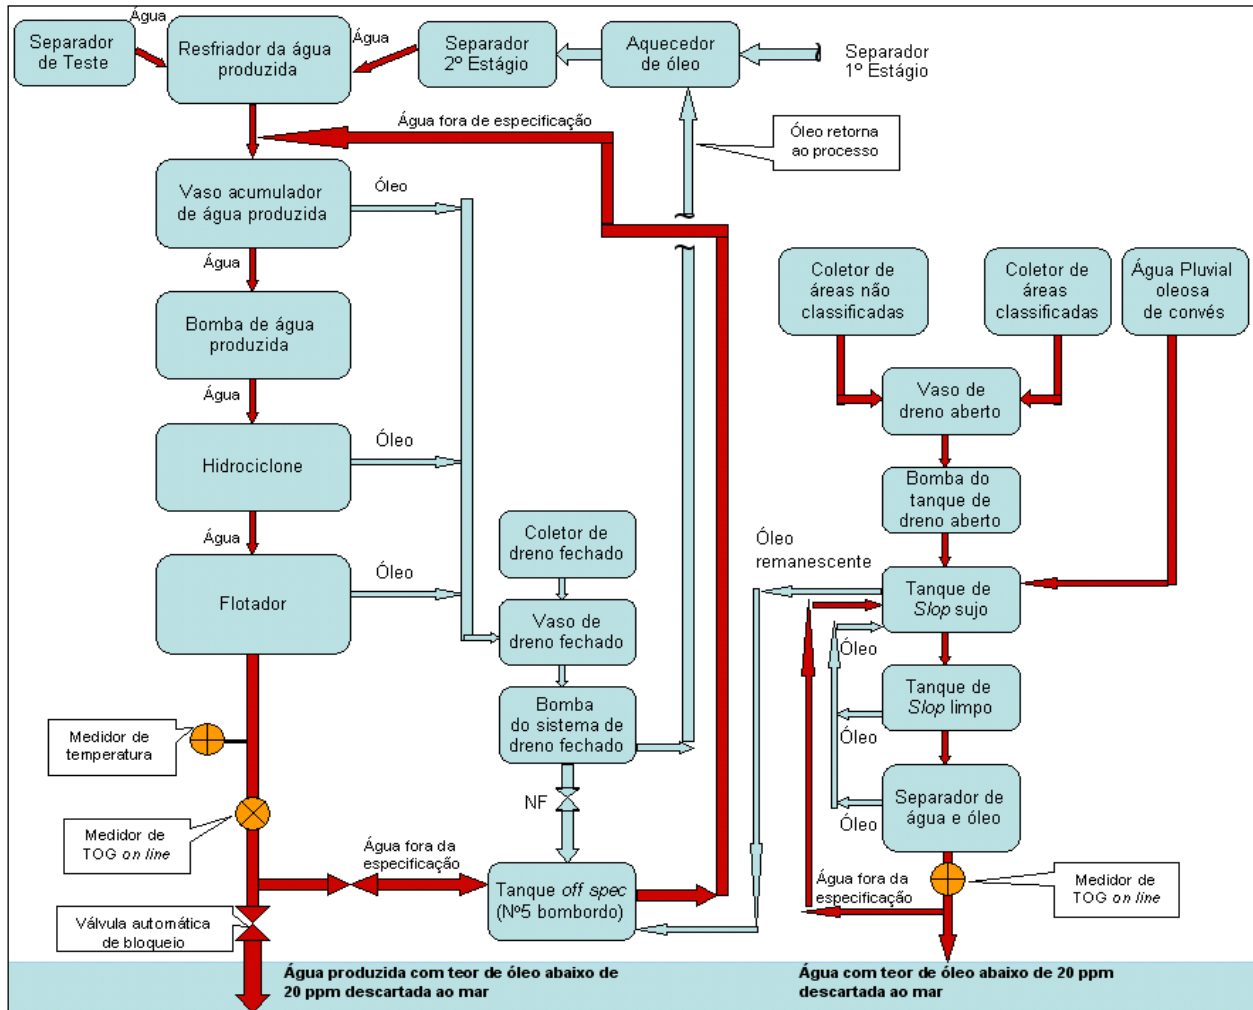 Água
Separador
de Teste
Resfriador da água
produzida
Água
Separador
2º Estágio
Aquecedor
de óleo
Separador
1º Estágio
Água fora de especificação
Óleo retorna
ao processo
Vaso acumulador
de água produzida
Óleo
Água
Bomba de água
produzida
Água
Hidrociclone
Óleo
Água
Flotador
Óleo
Coletor de
dreno fechado
Vaso de
dreno fechado
Bomba
do sistema de
dreno fechado
NF
Medidor de
temperatura
Medidor de
TOG on line
Água fora da
especificação
Tanque off spec
(Nº5 bombordo)
Válvula automática
de bloqueio
Água produzida com teor de óleo abaixo de
20 ppm descartada ao mar
Coletor de
áreas não
classificadas
Coletor de
áreas
classificadas
Água Pluvial
oleosa
de convés
Vaso de
dreno aberto
Bomba do
tanque de
dreno aberto
Óleo
remanescente
Tanque de
Slop sujo
Óleo
Tanque de
Slop limpo
Óleo
Separador de
água e óleo
Óleo
Água fora da
especificação
Medidor de
TOG on line
Água com teor de óleo abaixo de 20 ppm
descartada ao mar